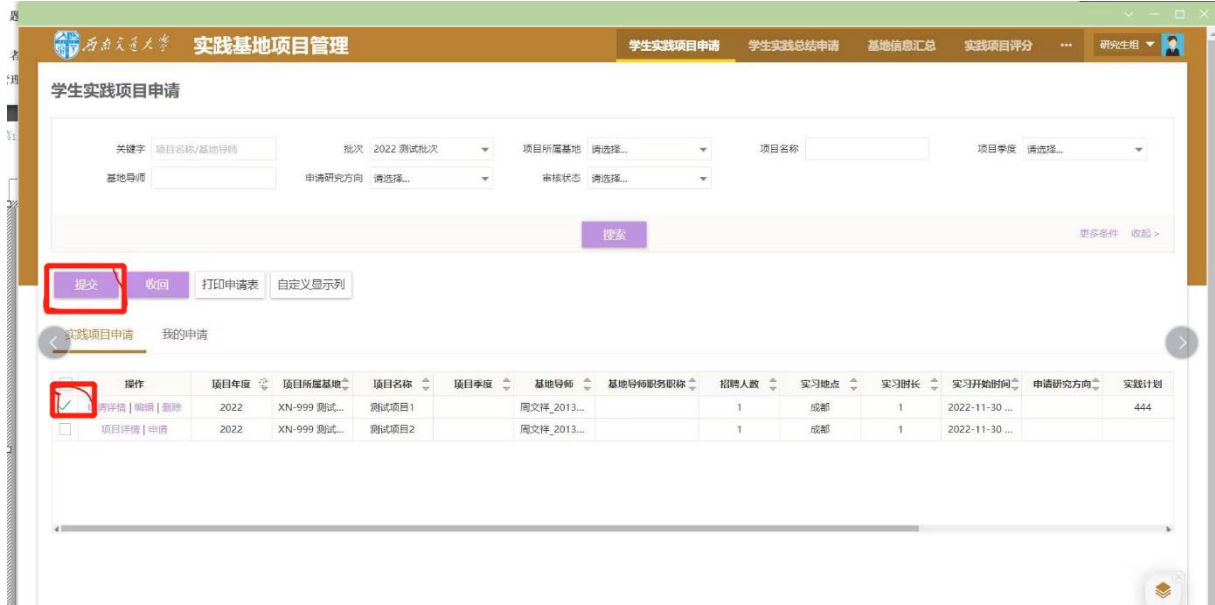 西南交通大学 实践基地项目管理 学生实践项目申请 学生实践总结申请 基地信息汇总 实践项目评分 ··· 研究生组
学生实践项目申请
关键字 项目名称/基地导师 批次 2022 测试批次 项目所属基地 请选择... 项目名称 项目季度 请选择...
基地导师 申请研究方向 请选择... 审核状态 请选择...
搜索 更多条件 收起 >
提交 收回 打印申请表 自定义显示列
实践项目申请 我的申请
操作 项目年度 项目所属基地 项目名称 项目季度 基地导师 基地导师职务职称 招聘人数 实习地点 实习时长 实习开始时间 申请研究方向 实践计划
请详情 | 编辑 | 删除 2022 XN-999 测试... 测试项目1 周文祥_2013... 1 成都 1 2022-11-30 ... 444
项目详情 | 申请 2022 XN-999 测试... 测试项目2 周文祥_2013... 1 成都 1 2022-11-30 ...